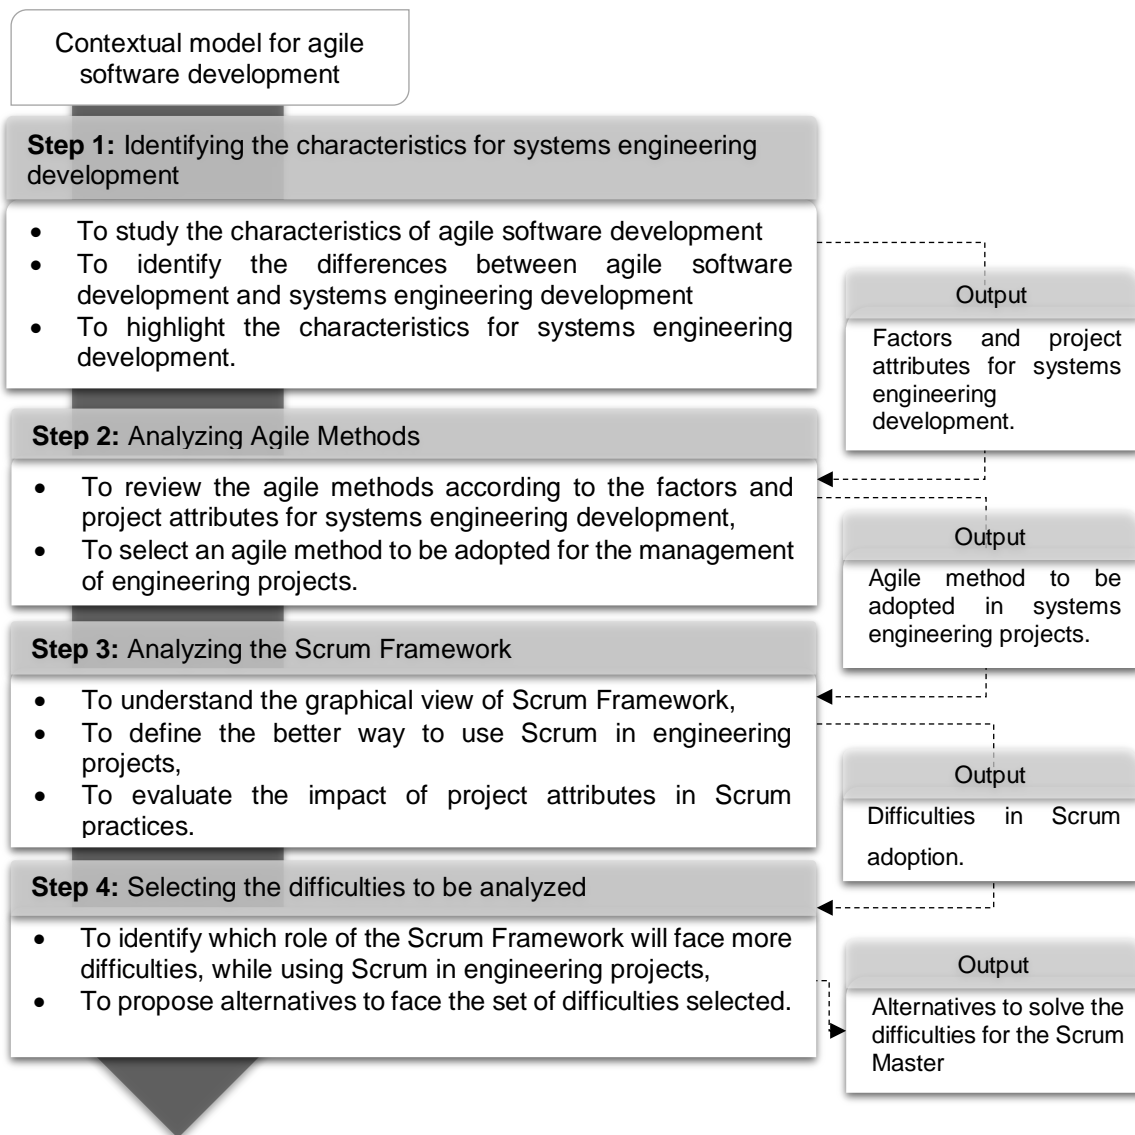 Contextual model for agile
software development
Step 1: Identifying the characteristics for systems engineering
development
• To study the characteristics of agile software development
• To identify the differences between agile software
development and systems engineering development
• To highlight the characteristics for systems engineering
development.
Output
Factors and project
attributes for systems
engineering
development.
Step 2: Analyzing Agile Methods
• To review the agile methods according to the factors and
project attributes for systems engineering development,
• To select an agile method to be adopted for the management
of engineering projects.
Output
Agile method to be
adopted in systems
engineering projects.
Step 3: Analyzing the Scrum Framework
• To understand the graphical view of Scrum Framework,
• To define the better way to use Scrum in engineering
projects,
• To evaluate the impact of project attributes in Scrum
practices.
Output
Difficulties in Scrum
adoption.
Step 4: Selecting the difficulties to be analyzed
• To identify which role of the Scrum Framework will face more
difficulties, while using Scrum in engineering projects,
• To propose alternatives to face the set of difficulties selected.
Output
Alternatives to solve the
difficulties for the Scrum
Master